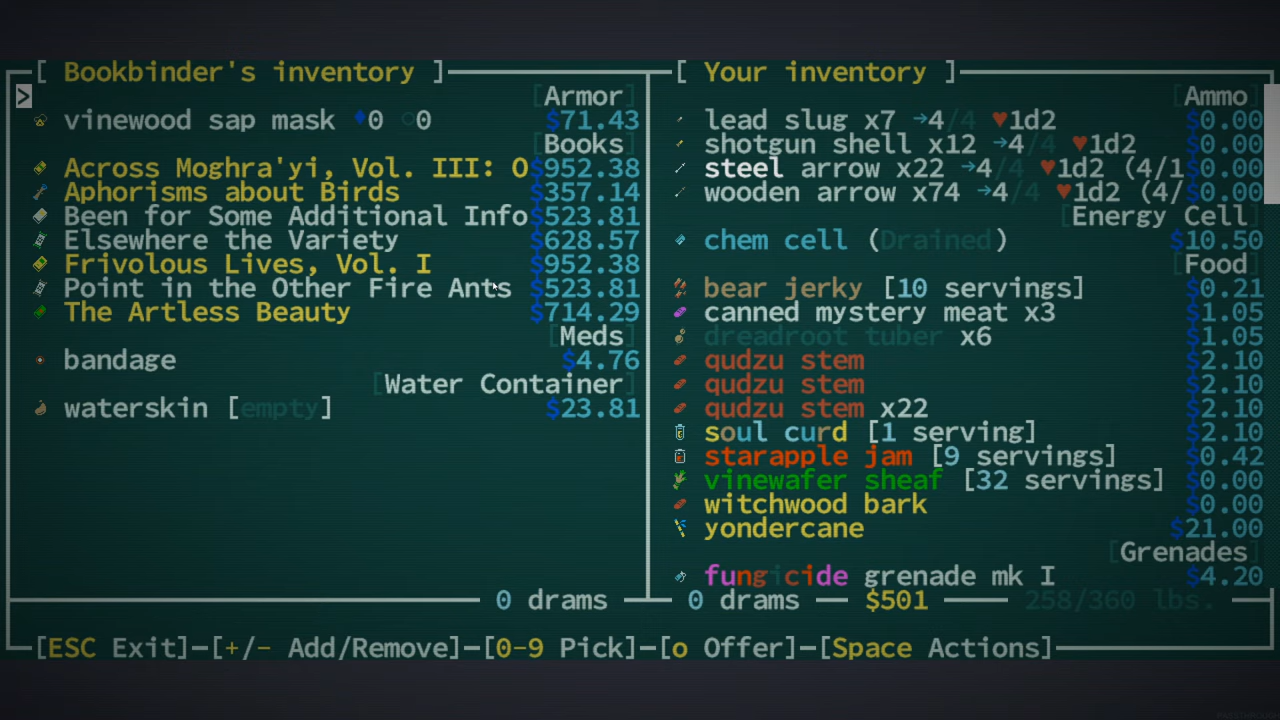 [ Bookbinder's inventory ]
>
[Armor]
vinewood sap mask ♦0 ○0 $71.43
[Books]
Across Moghra'yi, Vol. III: O $952.38
Aphorisms about Birds $357.14
Been for Some Additional Info $523.81
Elsewhere the Variety $628.57
Frivolous Lives, Vol. I $952.38
Point in the Other Fire Ants $523.81
The Artless Beauty $714.29
[Meds]
bandage $4.76
[Water Container]
waterskin [empty] $23.81
0 drams
[ Your inventory ]
[Ammo]
lead slug x7 →4/4 ♥1d2 $0.00
shotgun shell x12 →4/4 ♥1d2 $0.00
steel arrow x22 →4/4 ♥1d2 (4/1 $0.00
wooden arrow x74 →4/4 ♥1d2 (4/ $0.00
[Energy Cell]
chem cell (Drained) $10.50
[Food]
bear jerky [10 servings] $0.21
canned mystery meat x3 $1.05
dreadroot tuber x6 $1.05
qudzu stem $2.10
qudzu stem $2.10
qudzu stem x22 $2.10
soul curd [1 serving] $2.10
starapple jam [9 servings] $0.42
vinewafer sheaf [32 servings] $0.00
witchwood bark $0.00
yondercane $21.00
[Grenades]
fungicide grenade mk I $4.20
0 drams $501 258/360 lbs.
[ESC Exit]-[+/- Add/Remove]-[0-9 Pick]-[o Offer]-[Space Actions]